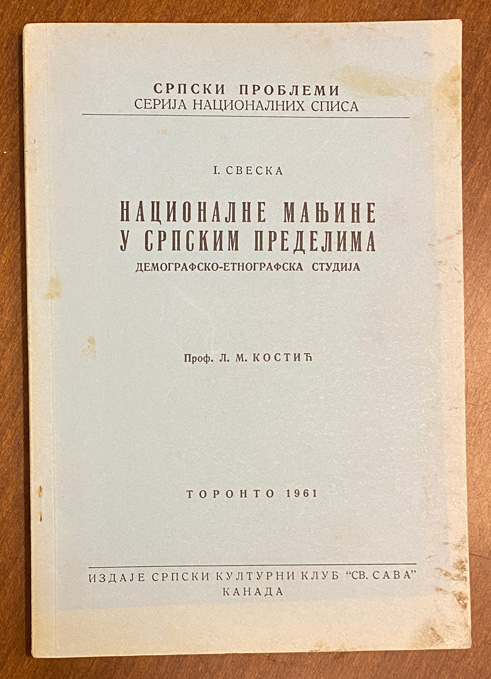 СРПСКИ ПРОБЛЕМИ
СЕРИЈА НАЦИОНАЛНИХ СПИСА
I. СВЕСКА
НАЦИОНАЛНЕ МАЊИНЕ
У СРПСКИМ ПРЕДЕЛИМА
ДЕМОГРАФСКО-ЕТНОГРАФСКА СТУДИЈА
Проф. Л. М. КОСТИЋ
ТОРОНТО 1961
ИЗДАЈЕ СРПСКИ КУЛТУРНИ КЛУБ "СВ. САВА"
КАНАДА